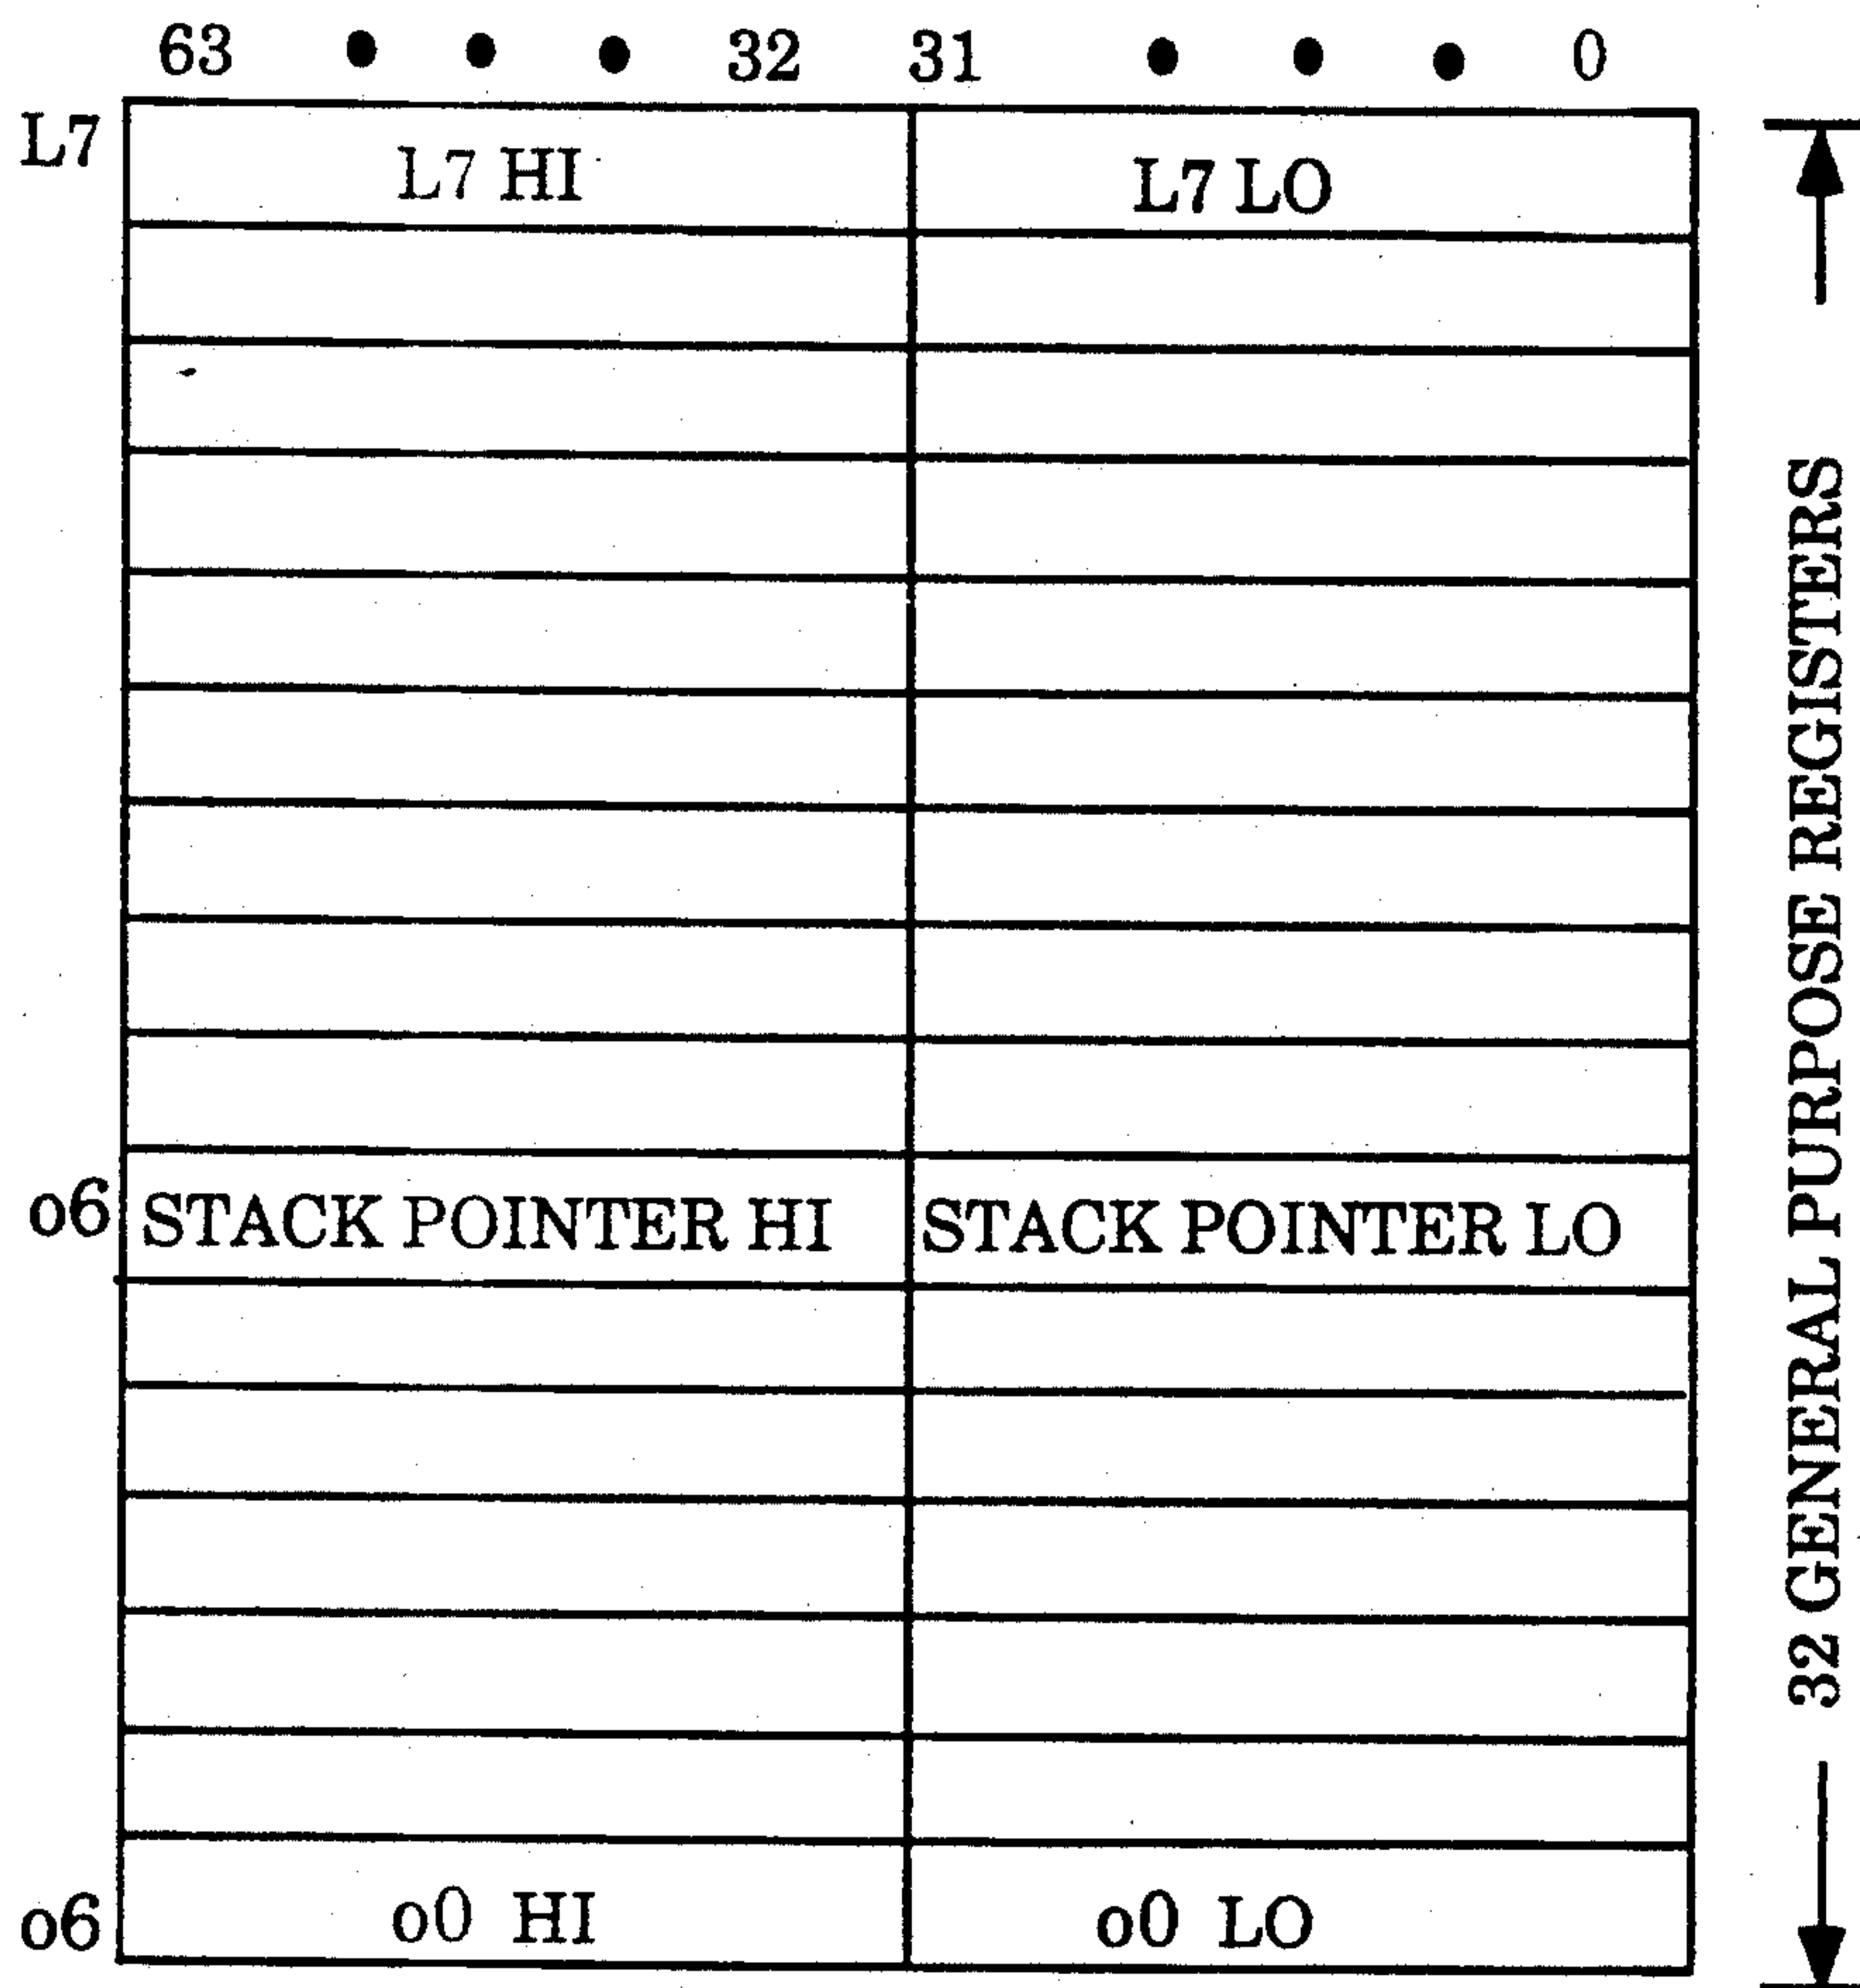 63 ● ● ● 32 31 ● ● ● 0
L7 L7 HI L7 LO
o6 STACK POINTER HI STACK POINTER LO
o6 o0 HI o0 LO
32 GENERAL PURPOSE REGISTERS